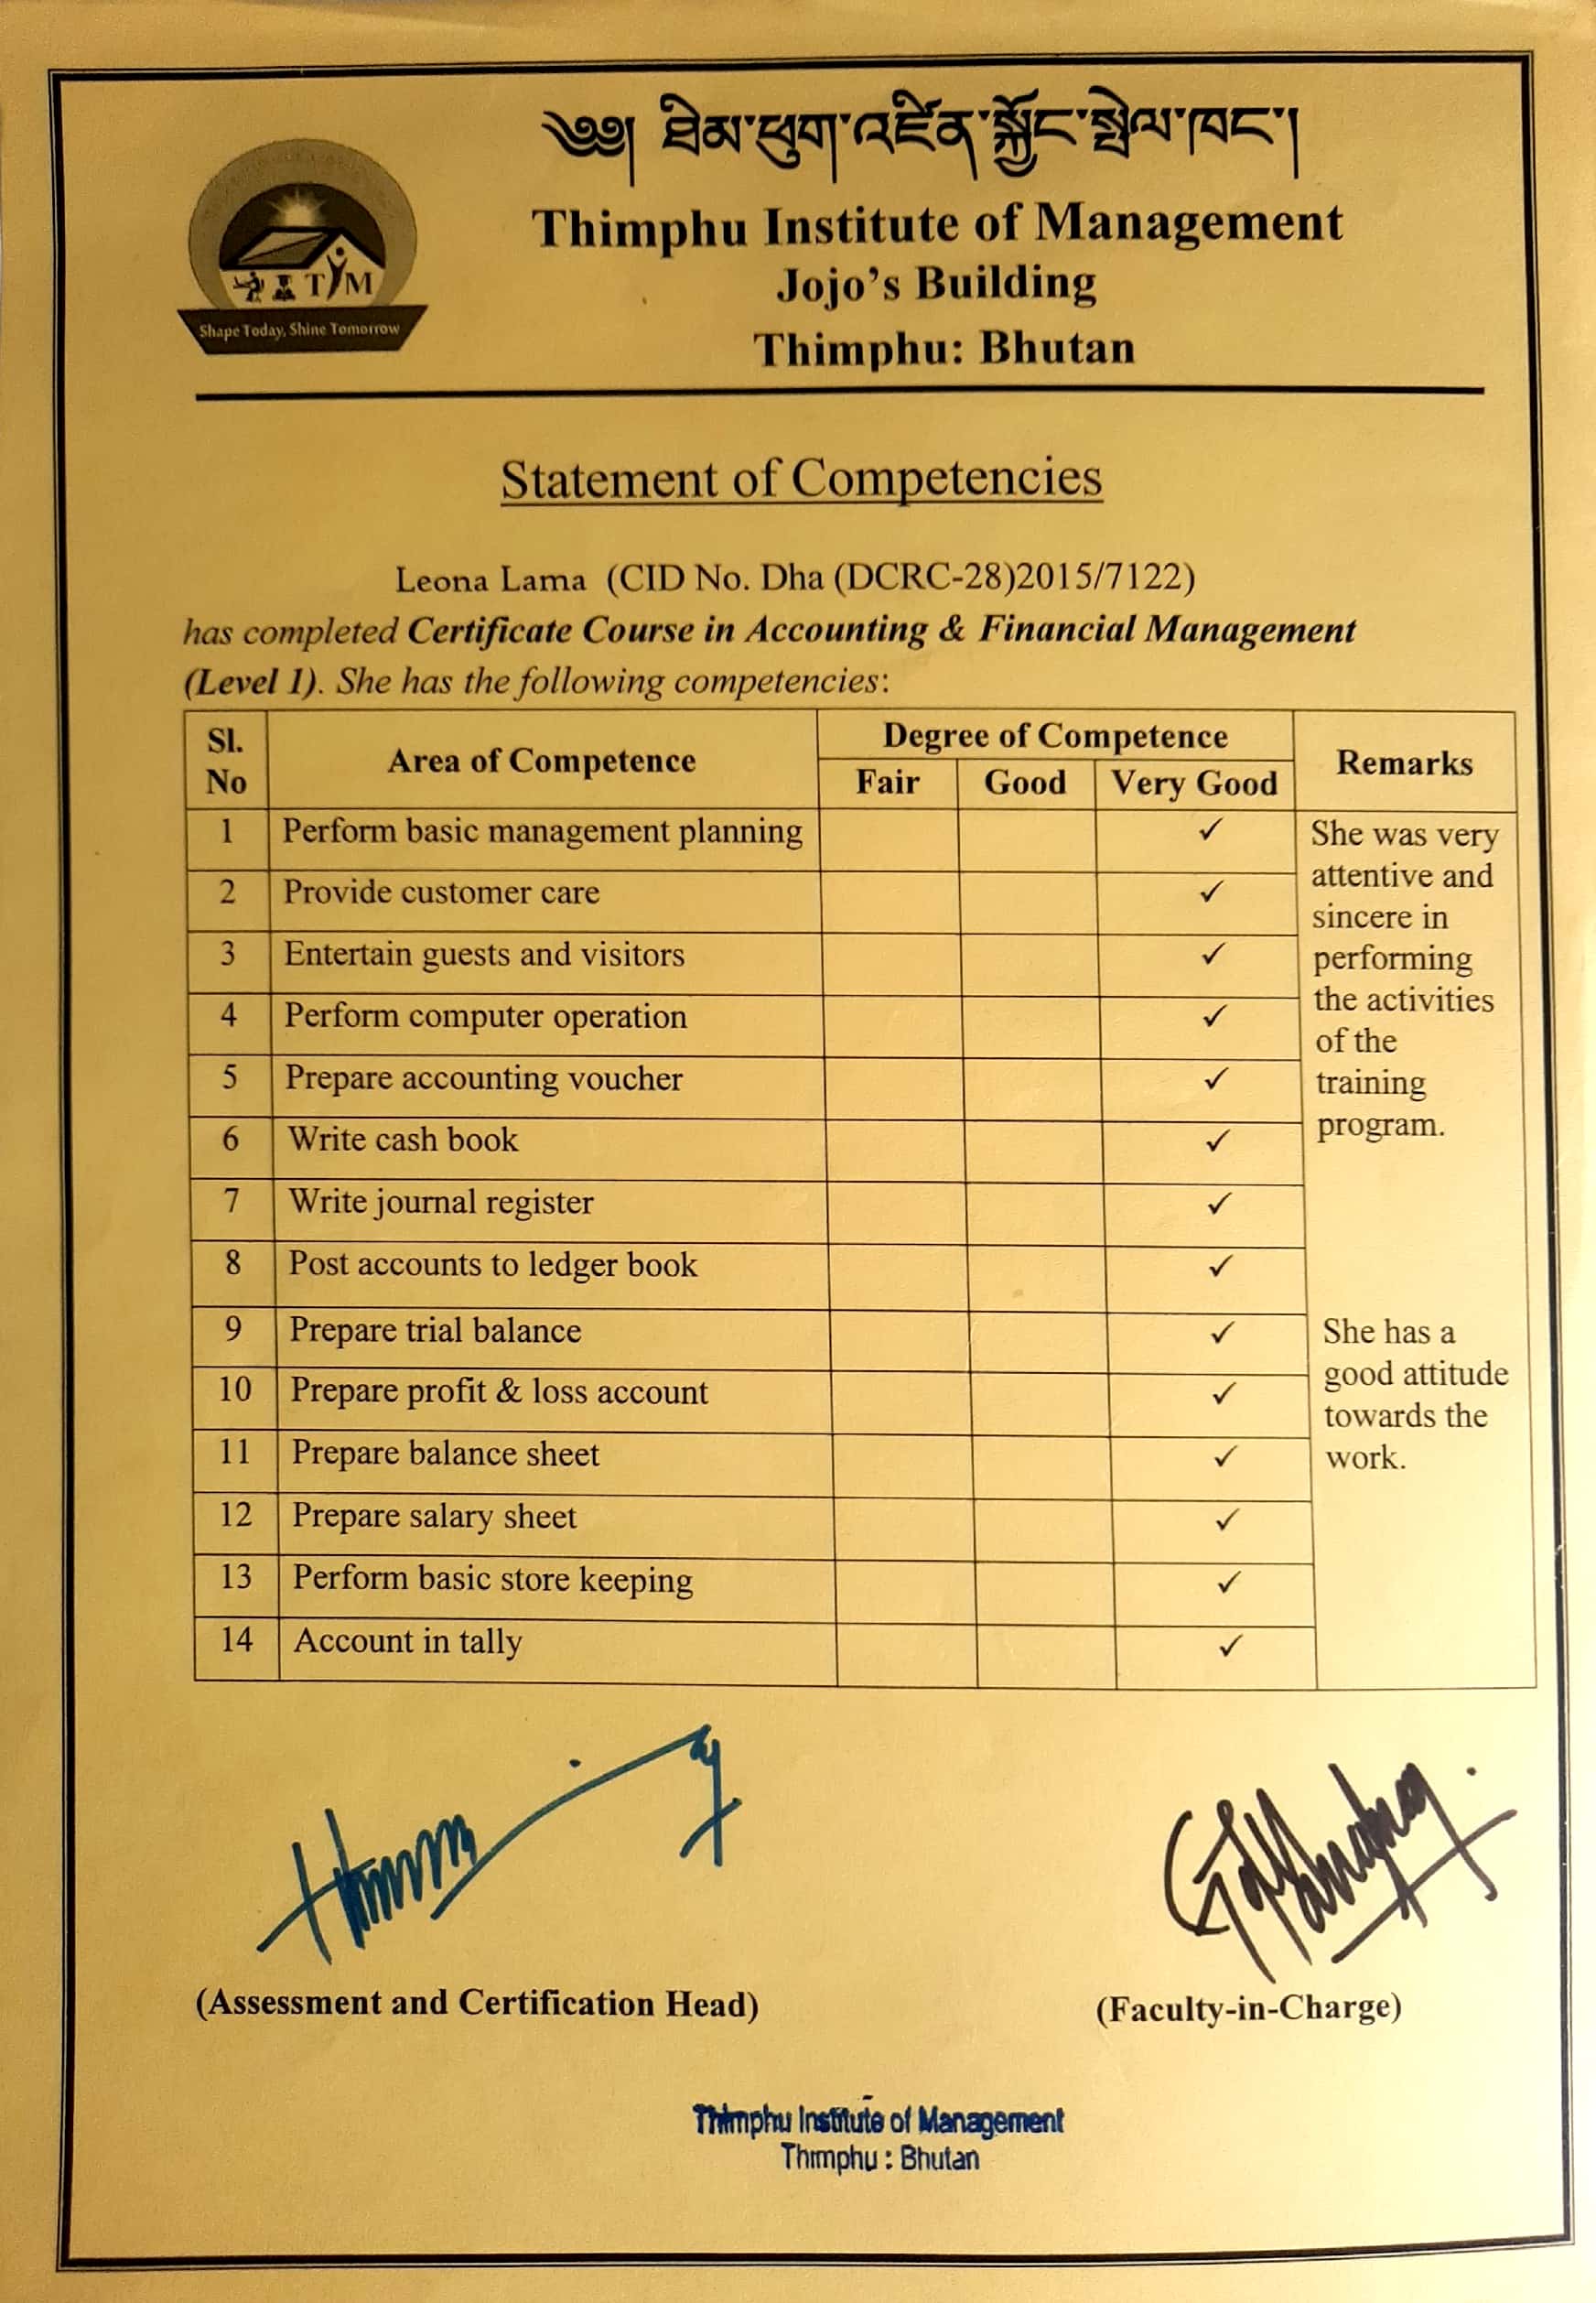 ༄༅། ཐིམ་ཕུག་འཛིན་སྐྱོང་སྤེལ་ཁང་།
Thimphu Institute of Management
Jojo's Building
Thimphu: Bhutan
TIM
Shape Today, Shine Tomorrow
Statement of Competencies
Leona Lama (CID No. Dha (DCRC-28)2015/7122)
has completed Certificate Course in Accounting & Financial Management
(Level 1). She has the following competencies:
Sl. No Area of Competence Degree of Competence Remarks
Fair Good Very Good
1 Perform basic management planning ✓
2 Provide customer care ✓
3 Entertain guests and visitors ✓
4 Perform computer operation ✓
5 Prepare accounting voucher ✓
6 Write cash book ✓
7 Write journal register ✓
8 Post accounts to ledger book ✓
9 Prepare trial balance ✓
10 Prepare profit & loss account ✓
11 Prepare balance sheet ✓
12 Prepare salary sheet ✓
13 Perform basic store keeping ✓
14 Account in tally ✓
She was very
attentive and
sincere in
performing
the activities
of the
training
program.
She has a
good attitude
towards the
work.
(Assessment and Certification Head) (Faculty-in-Charge)
Thimphu Institute of Management
Thimphu : Bhutan